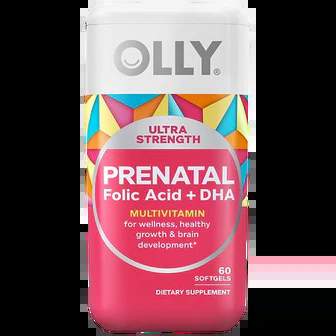 OLLY®
ULTRA
STRENGTH
PRENATAL
Folic Acid + DHA
MULTIVITAMIN
for wellness, healthy
growth & brain
development*
60
SOFTGELS
DIETARY SUPPLEMENT